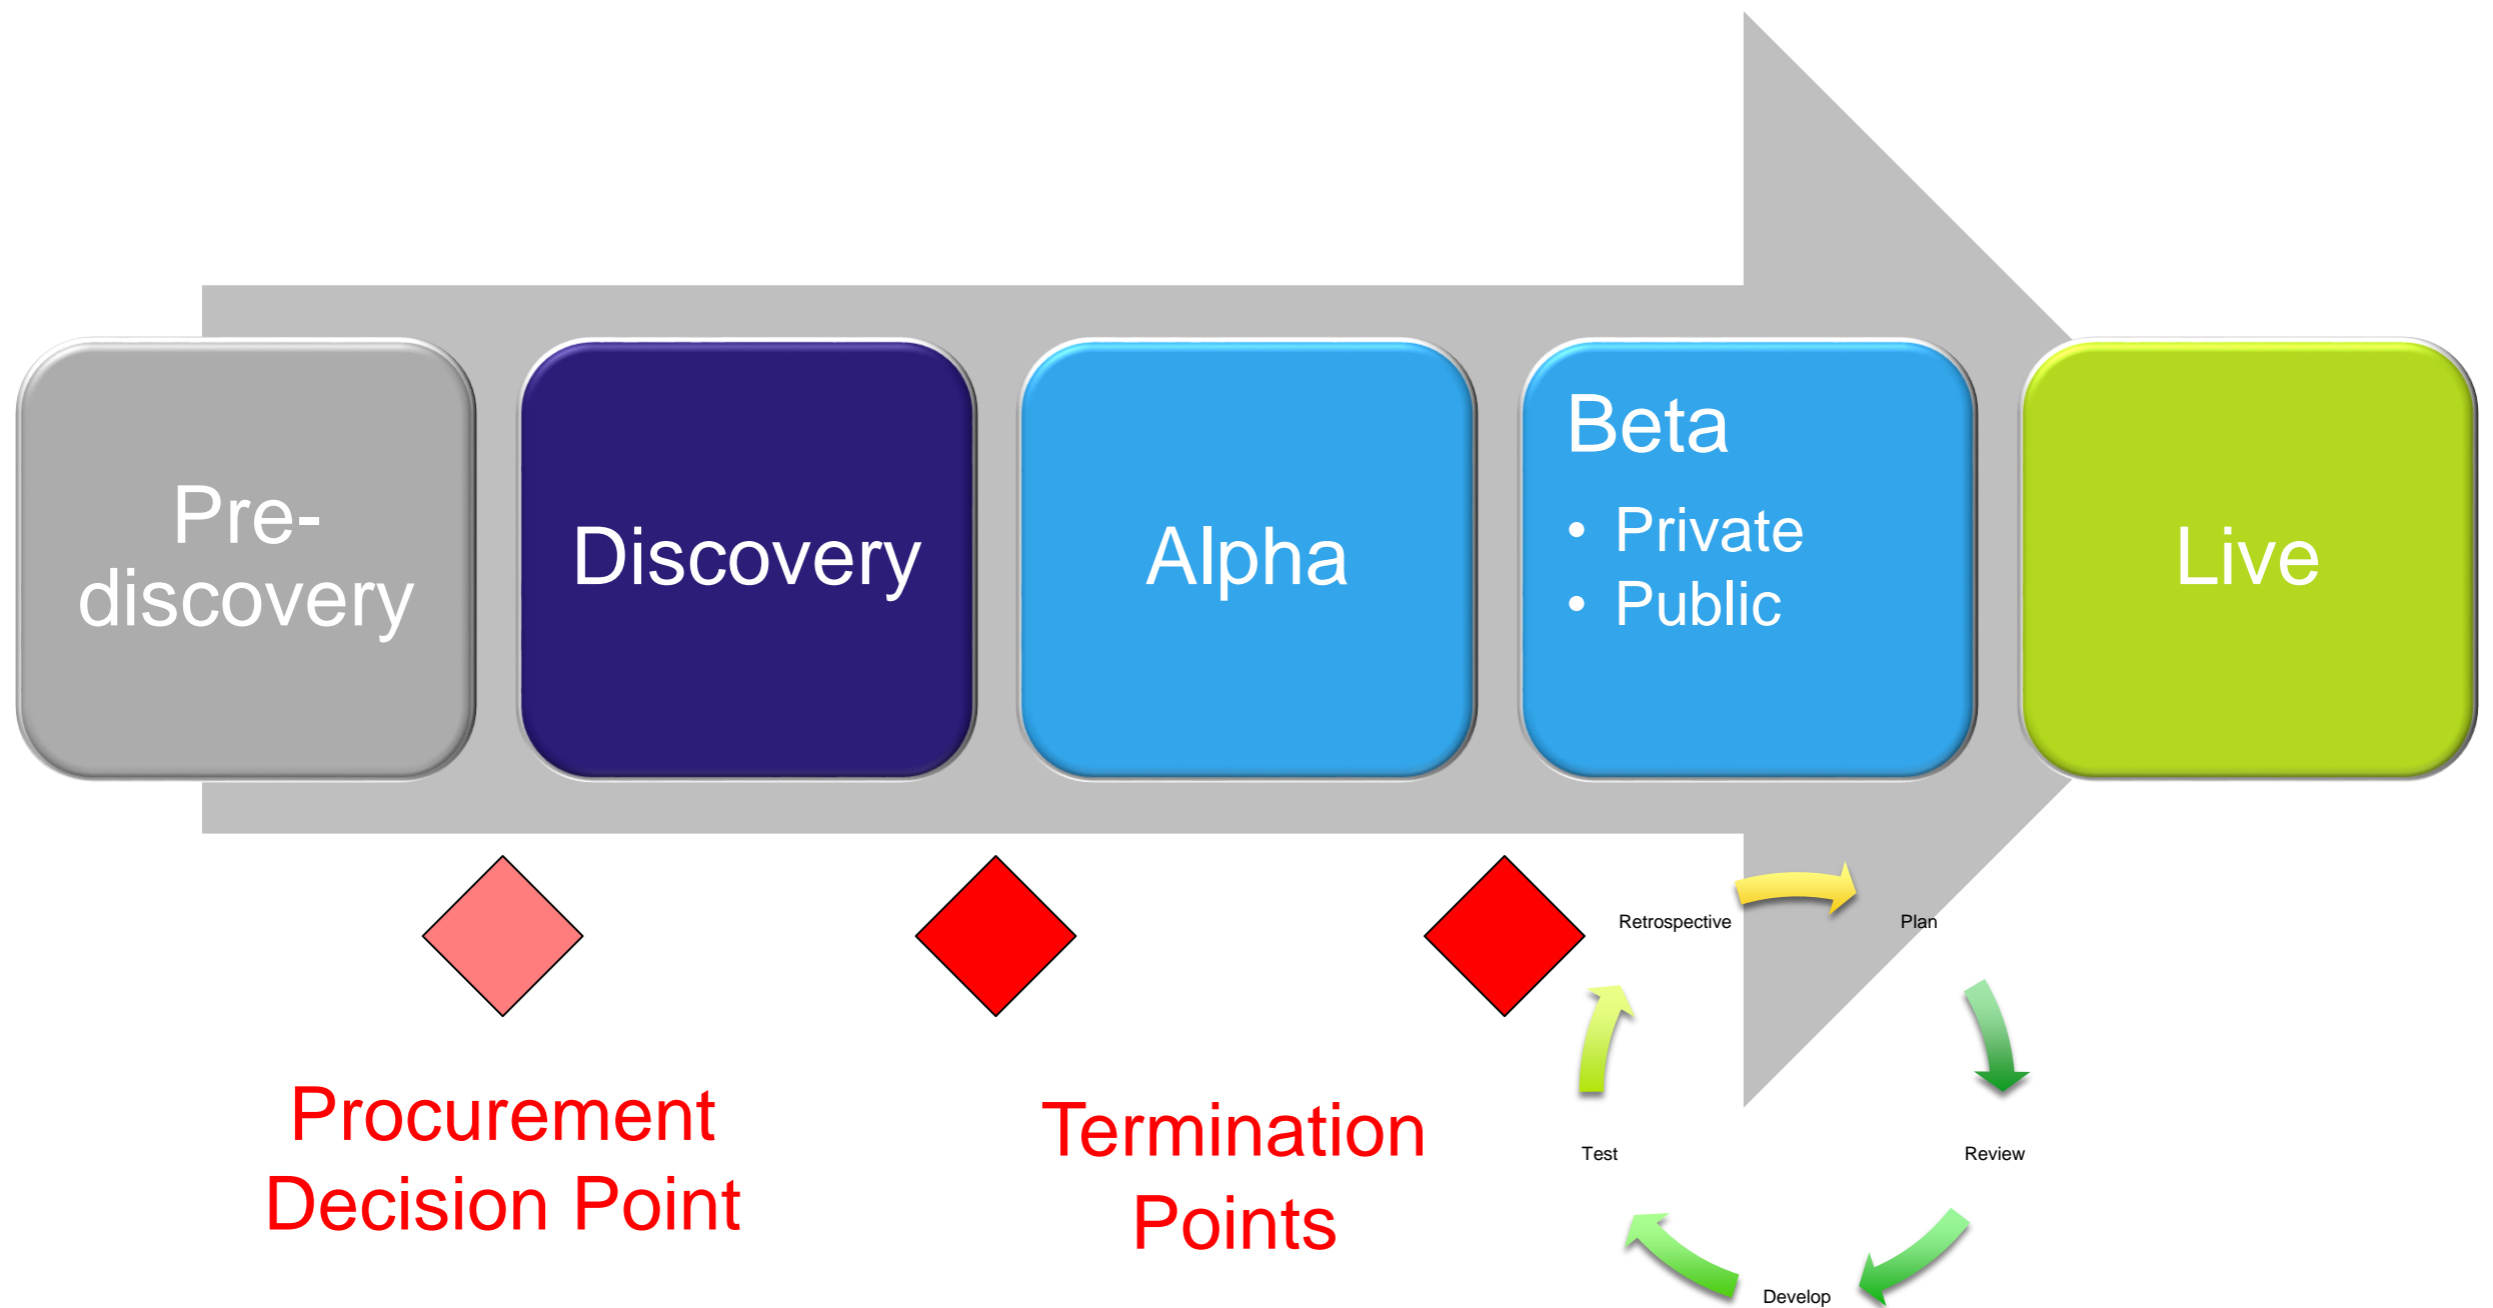 Pre-
discovery
Discovery
Alpha
Beta
• Private
• Public
Live
Procurement
Decision Point
Termination
Points
Retrospective
Plan
Review
Develop
Test